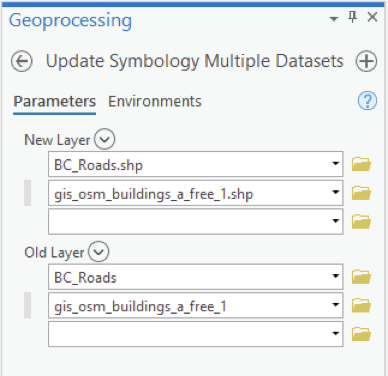 Geoprocessing
Update Symbology Multiple Datasets
Parameters Environments
?
New Layer
BC_Roads.shp
gis_osm_buildings_a_free_1.shp
Old Layer
BC_Roads
gis_osm_buildings_a_free_1